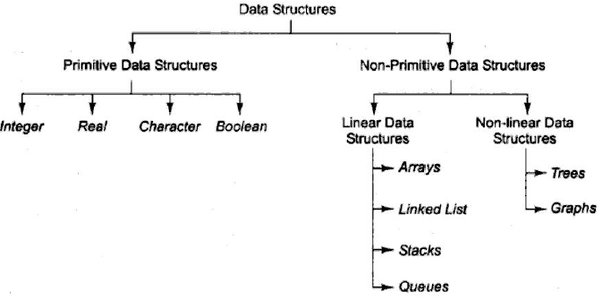 Data Structures
Primitive Data Structures
Non-Primitive Data Structures
Integer
Real
Character
Boolean
Linear Data
Structures
Non-linear Data
Structures
Arrays
Linked List
Stacks
Queues
Trees
Graphs